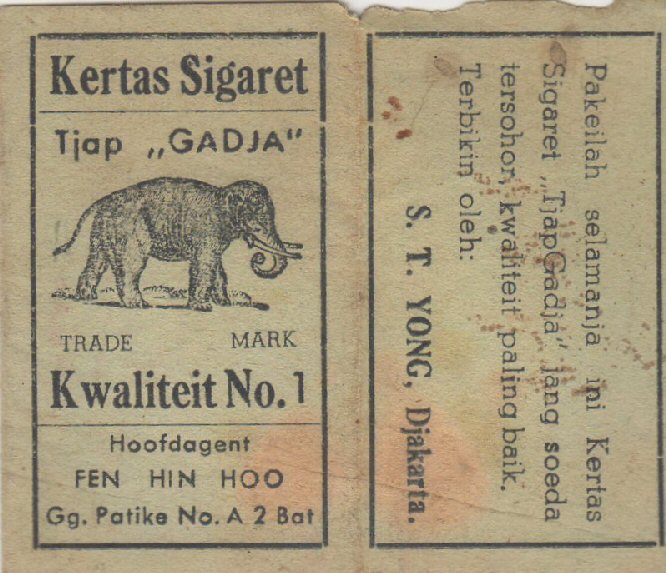 Kertas Sigaret
Tjap „GADJA"
TRADE MARK
Kwaliteit No. 1
Hoofdagent
FEN HIN HOO
Gg. Patike No. A 2 Bat
Pakeilah selamanja ini Kertas
Sigaret „Tjap Gadja" jang soeda
tersohor kwaliteit paling baik.
Terbikin oleh:
S. T. YONG, Djakarta.